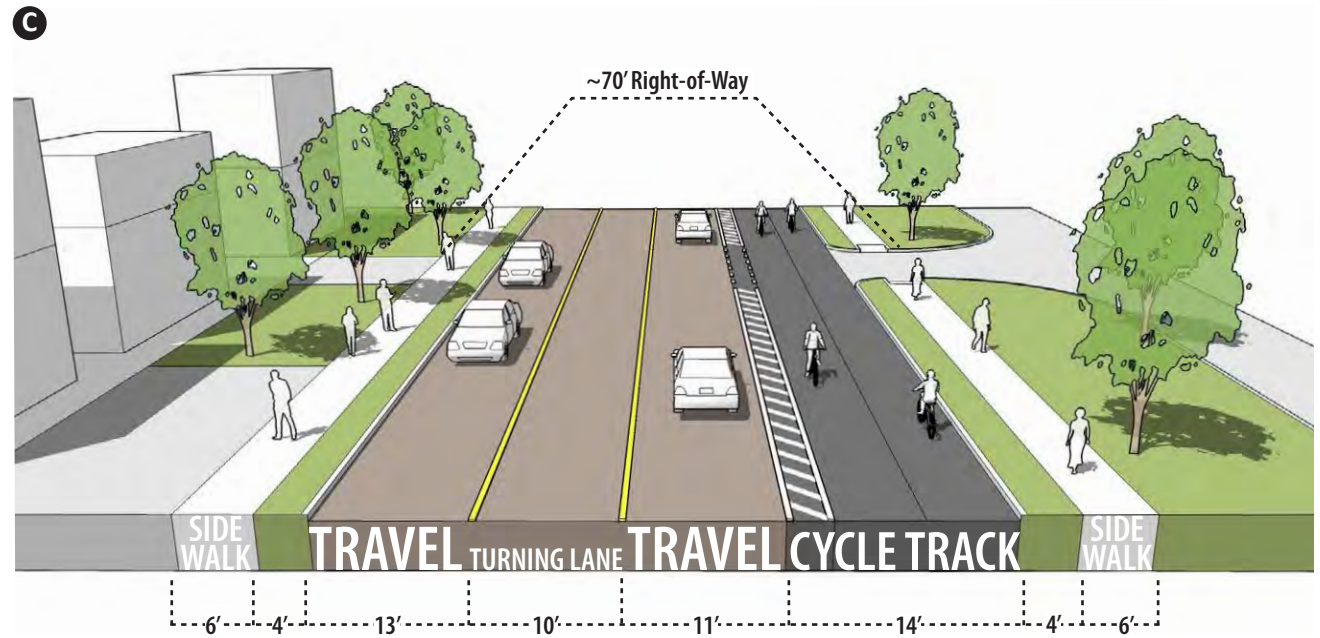 C
~70’ Right-of-Way
SIDE WALK
TRAVEL
TURNING LANE
TRAVEL
CYCLE TRACK
SIDE WALK
6’
4’
13’
10’
11’
14’
4’
6’